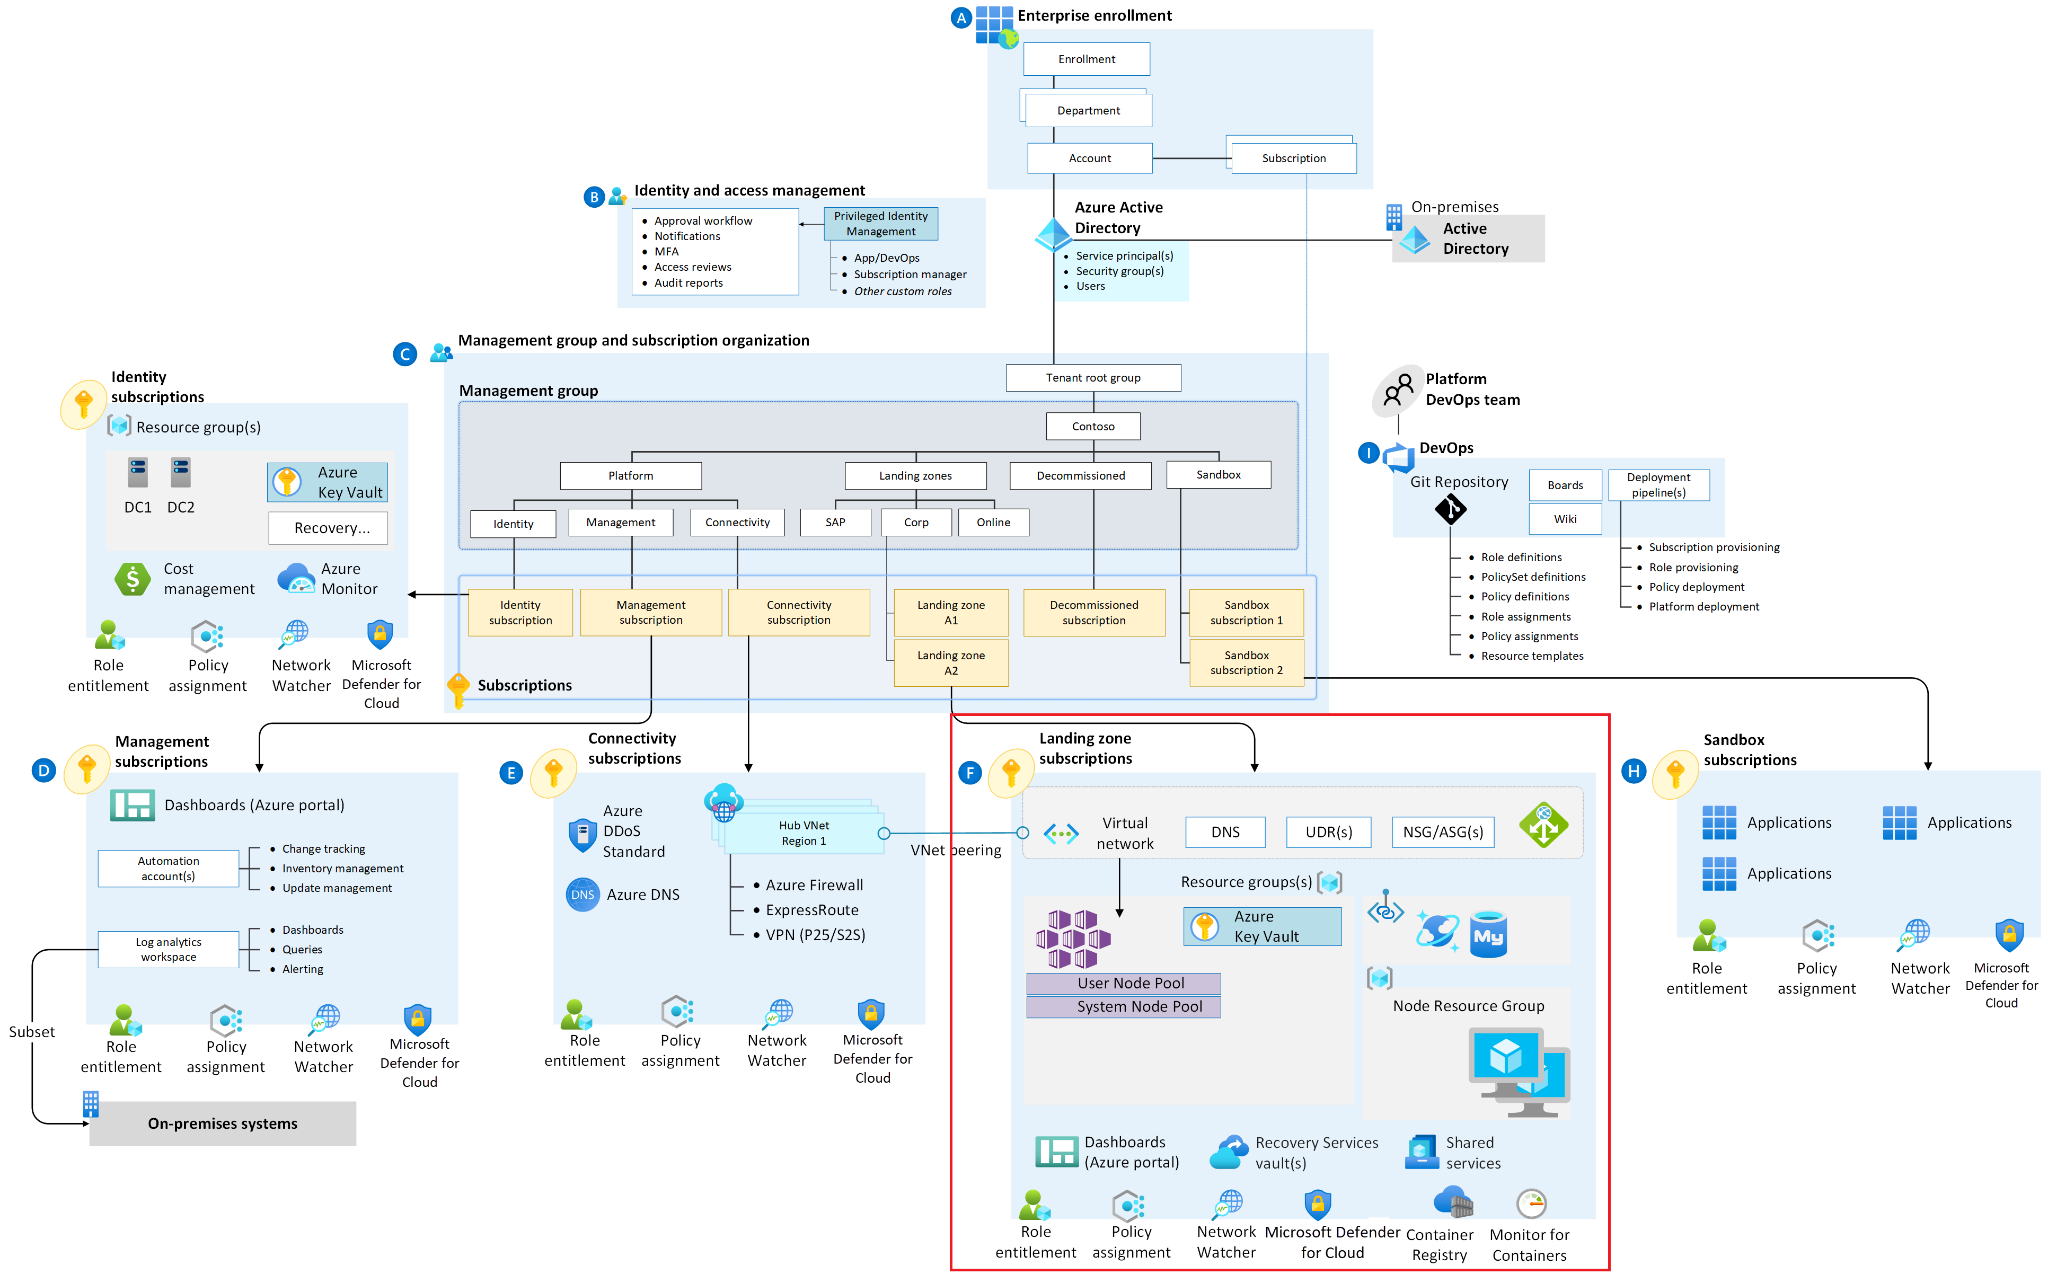 A
Enterprise enrollment
Enrollment
Department
Account
Subscription
B
Identity and access management
• Approval workflow
• Notifications
• MFA
• Access reviews
• Audit reports
Privileged Identity
Management
• App/DevOps
• Subscription manager
• Other custom roles
Azure Active
Directory
• Service principal(s)
• Security group(s)
• Users
On-premises
Active
Directory
C
Management group and subscription organization
Tenant root group
Management group
Contoso
Platform
Landing zones
Decommissioned
Sandbox
Identity
Management
Connectivity
SAP
Corp
Online
Identity
subscription
Management
subscription
Connectivity
subscription
Landing zone
A1
Landing zone
A2
Decommissioned
subscription
Sandbox
subscription 1
Sandbox
subscription 2
Subscriptions
Identity
subscriptions
Resource group(s)
DC1
DC2
Azure
Key Vault
Recovery...
Cost
management
Azure
Monitor
Role
entitlement
Policy
assignment
Network
Watcher
Microsoft
Defender for
Cloud
Platform
DevOps team
I
DevOps
Git Repository
Boards
Wiki
Deployment
pipeline(s)
• Role definitions
• PolicySet definitions
• Policy definitions
• Role assignments
• Policy assignments
• Resource templates
• Subscription provisioning
• Role provisioning
• Policy deployment
• Platform deployment
D
Management
subscriptions
Dashboards (Azure portal)
Automation
account(s)
• Change tracking
• Inventory management
• Update management
Log analytics
workspace
• Dashboards
• Queries
• Alerting
Subset
Role
entitlement
Policy
assignment
Network
Watcher
Microsoft
Defender for
Cloud
On-premises systems
E
Connectivity
subscriptions
Azure
DDoS
Standard
DNS
Azure DNS
Hub VNet
Region 1
• Azure Firewall
• ExpressRoute
• VPN (P25/S2S)
VNet peering
Role
entitlement
Policy
assignment
Network
Watcher
Microsoft
Defender for
Cloud
F
Landing zone
subscriptions
Virtual
network
DNS
UDR(s)
NSG/ASG(s)
Resource groups(s)
Azure
Key Vault
My
User Node Pool
System Node Pool
Node Resource Group
Dashboards
(Azure portal)
Recovery Services
vault(s)
Shared
services
Role
entitlement
Policy
assignment
Network
Watcher
Microsoft Defender
for Cloud
Container
Registry
Monitor for
Containers
H
Sandbox
subscriptions
Applications
Applications
Applications
Role
entitlement
Policy
assignment
Network
Watcher
Microsoft
Defender for
Cloud